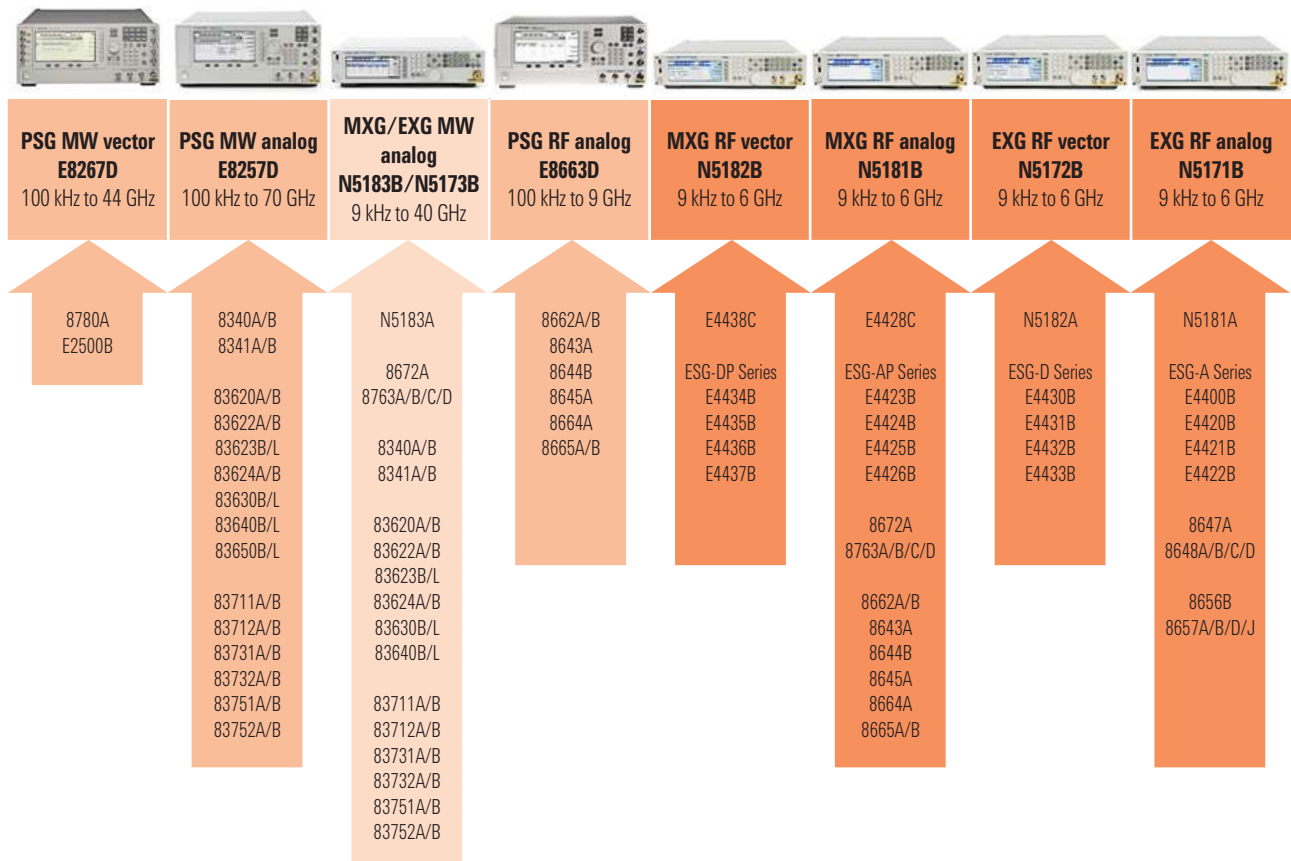 PSG MW vector
E8267D
100 kHz to 44 GHz
PSG MW analog
E8257D
100 kHz to 70 GHz
MXG/EXG MW
analog
N5183B/N5173B
9 kHz to 40 GHz
PSG RF analog
E8663D
100 kHz to 9 GHz
MXG RF vector
N5182B
9 kHz to 6 GHz
MXG RF analog
N5181B
9 kHz to 6 GHz
EXG RF vector
N5172B
9 kHz to 6 GHz
EXG RF analog
N5171B
9 kHz to 6 GHz
8780A
E2500B
8340A/B
8341A/B
83620A/B
83622A/B
83623B/L
83624A/B
83630B/L
83640B/L
83650B/L
83711A/B
83712A/B
83731A/B
83732A/B
83751A/B
83752A/B
N5183A
8672A
8763A/B/C/D
8340A/B
8341A/B
83620A/B
83622A/B
83623B/L
83624A/B
83630B/L
83640B/L
83711A/B
83712A/B
83731A/B
83732A/B
83751A/B
83752A/B
8662A/B
8643A
8644B
8645A
8664A
8665A/B
E4438C
ESG-DP Series
E4434B
E4435B
E4436B
E4437B
E4428C
ESG-AP Series
E4423B
E4424B
E4425B
E4426B
8672A
8763A/B/C/D
8662A/B
8643A
8644B
8645A
8664A
8665A/B
N5182A
ESG-D Series
E4430B
E4431B
E4432B
E4433B
N5181A
ESG-A Series
E4400B
E4420B
E4421B
E4422B
8647A
8648A/B/C/D
8656B
8657A/B/D/J